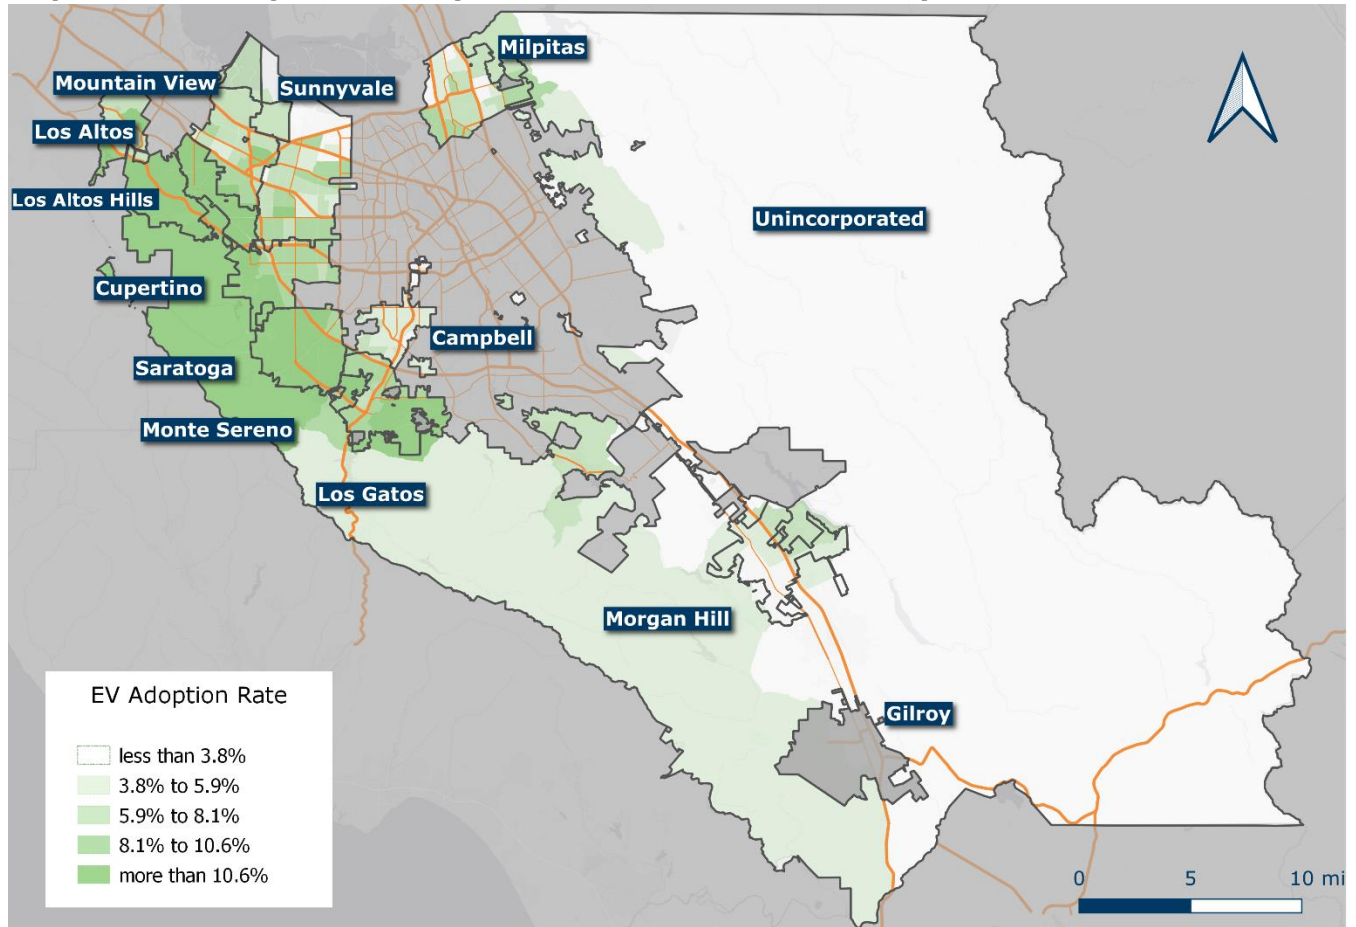 Milpitas
Mountain View
Sunnyvale
Los Altos
Los Altos Hills
Unincorporated
Cupertino
Campbell
Saratoga
Monte Sereno
Los Gatos
Morgan Hill
Gilroy
EV Adoption Rate
less than 3.8%
3.8% to 5.9%
5.9% to 8.1%
8.1% to 10.6%
more than 10.6%
0 5 10 mi